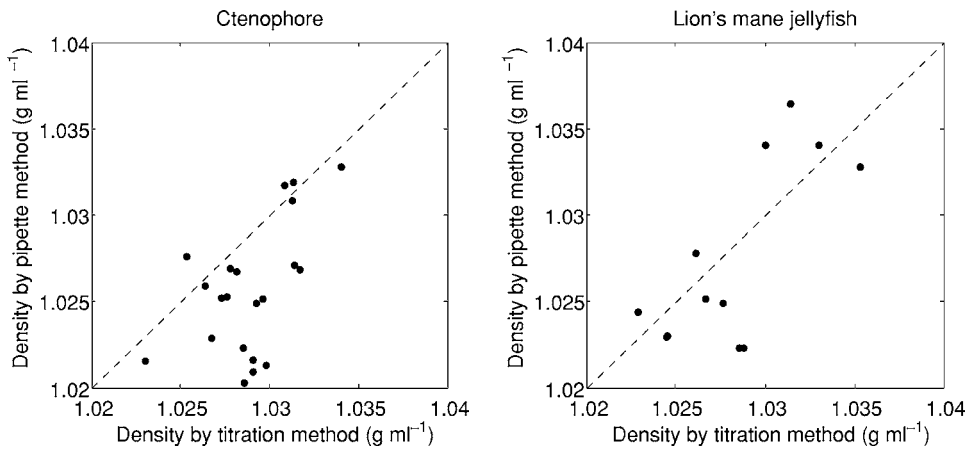 Ctenophore
Density by pipette method (g ml⁻¹)
1.04
1.035
1.03
1.025
1.02
1.02 1.025 1.03 1.035 1.04
Density by titration method (g ml⁻¹)
Lion's mane jellyfish
Density by pipette method (g ml⁻¹)
1.04
1.035
1.03
1.025
1.02
1.02 1.025 1.03 1.035 1.04
Density by titration method (g ml⁻¹)